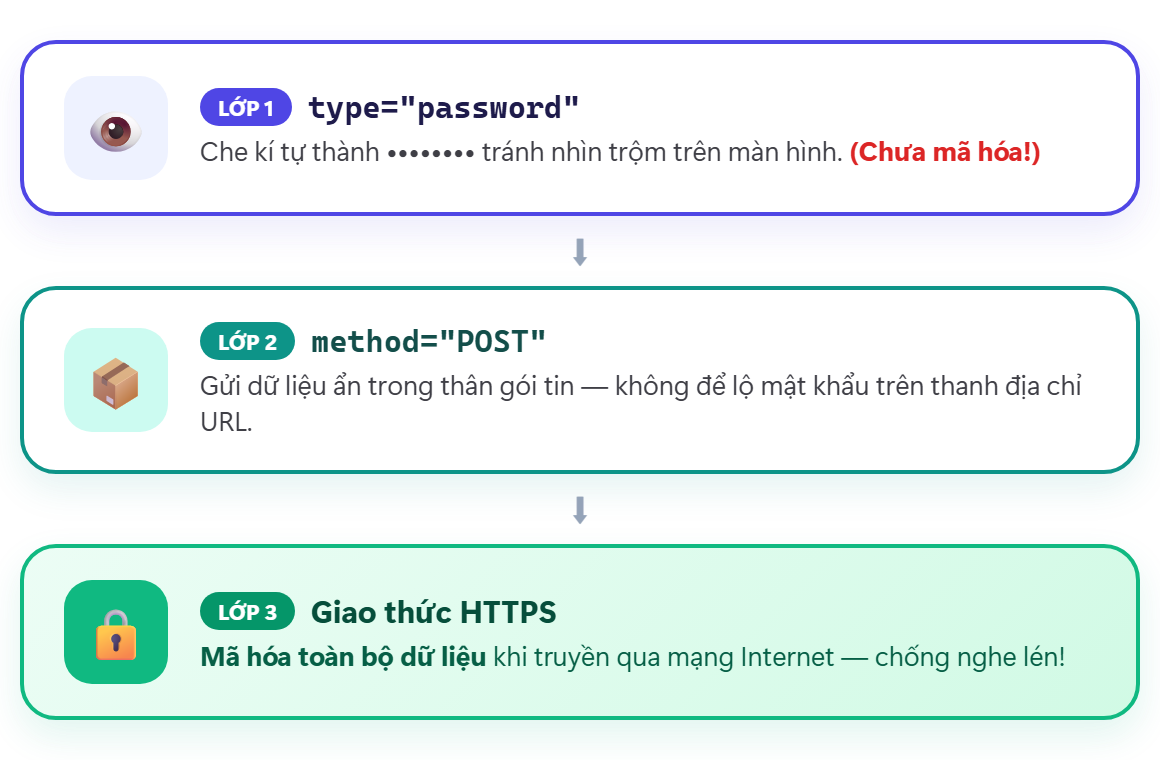 LỚP 1 type="password"
Che kí tự thành •••••••• tránh nhìn trộm trên màn hình. (Chưa mã hóa!)
LỚP 2 method="POST"
Gửi dữ liệu ẩn trong thân gói tin — không để lộ mật khẩu trên thanh địa chỉ
URL.
LỚP 3 Giao thức HTTPS
Mã hóa toàn bộ dữ liệu khi truyền qua mạng Internet — chống nghe lén!